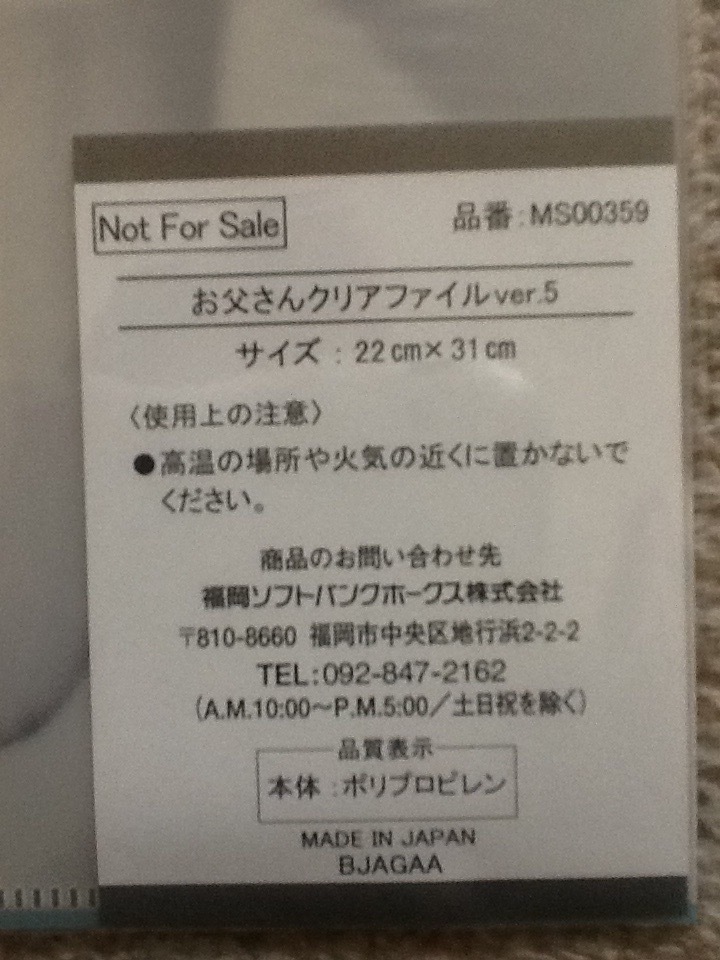 Not For Sale
品番:MS00359
お父さんクリアファイルver.5
サイズ : 22cm×31cm
〈使用上の注意〉
●高温の場所や火気の近くに置かないで
ください。
商品のお問い合わせ先
福岡ソフトバンクホークス株式会社
〒810-8660 福岡市中央区地行浜2-2-2
TEL:092-847-2162
(A.M.10:00〜P.M.5:00/土日祝を除く)
品質表示
本体 : ポリプロピレン
MADE IN JAPAN
BJAGAA